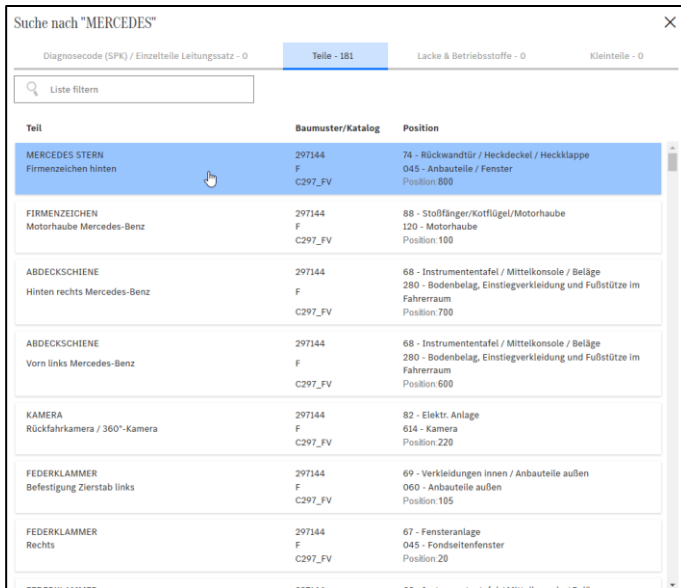 Suche nach "MERCEDES"
Diagnosecode (SPK) / Einzelteile Leitungssatz - 0
Teile - 181
Lacke & Betriebsstoffe - 0
Kleinteile - 0
Liste filtern
Teil
Baumuster/Katalog
Position
MERCEDES STERN
Firmenzeichen hinten
297144
F
C297_FV
74 - Rückwandtür / Heckdeckel / Heckklappe
045 - Anbauteile / Fenster
Position:800
FIRMENZEICHEN
Motorhaube Mercedes-Benz
297144
F
C297_FV
88 - Stoßfänger/Kotflügel/Motorhaube
120 - Motorhaube
Position:100
ABDECKSCHIENE
Hinten rechts Mercedes-Benz
297144
F
C297_FV
68 - Instrumententafel / Mittelkonsole / Beläge
280 - Bodenbelag, Einstiegverkleidung und Fußstütze im
Fahrerraum
Position:700
ABDECKSCHIENE
Vorn links Mercedes-Benz
297144
F
C297_FV
68 - Instrumententafel / Mittelkonsole / Beläge
280 - Bodenbelag, Einstiegverkleidung und Fußstütze im
Fahrerraum
Position:600
KAMERA
Rückfahrkamera / 360°-Kamera
297144
F
C297_FV
82 - Elektr. Anlage
614 - Kamera
Position:220
FEDERKLAMMER
Befestigung Zierstab links
297144
F
C297_FV
69 - Verkleidungen innen / Anbauteile außen
060 - Anbauteile außen
Position:105
FEDERKLAMMER
Rechts
297144
F
C297_FV
67 - Fensteranlage
045 - Fondseitenfenster
Position:20